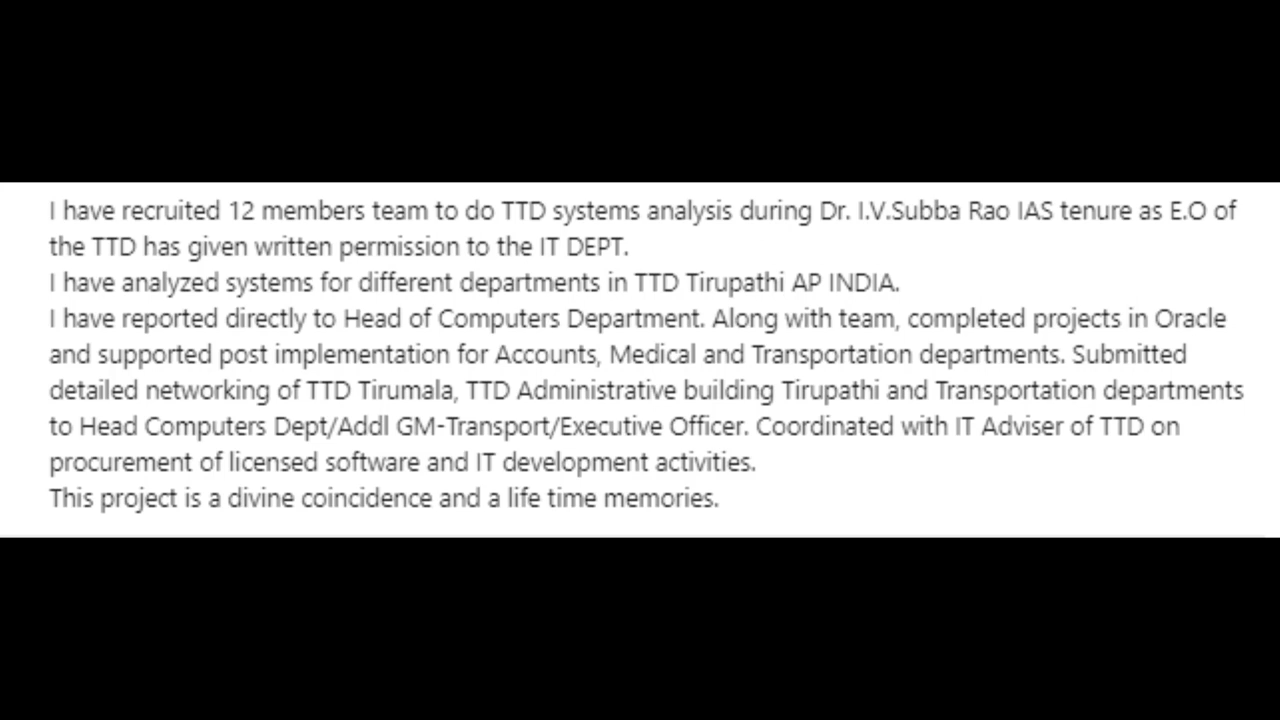 I have recruited 12 members team to do TTD systems analysis during Dr. I.V.Subba Rao IAS tenure as E.O of
the TTD has given written permission to the IT DEPT.
I have analyzed systems for different departments in TTD Tirupathi AP INDIA.
I have reported directly to Head of Computers Department. Along with team, completed projects in Oracle
and supported post implementation for Accounts, Medical and Transportation departments. Submitted
detailed networking of TTD Tirumala, TTD Administrative building Tirupathi and Transportation departments
to Head Computers Dept/Addl GM-Transport/Executive Officer. Coordinated with IT Adviser of TTD on
procurement of licensed software and IT development activities.
This project is a divine coincidence and a life time memories.